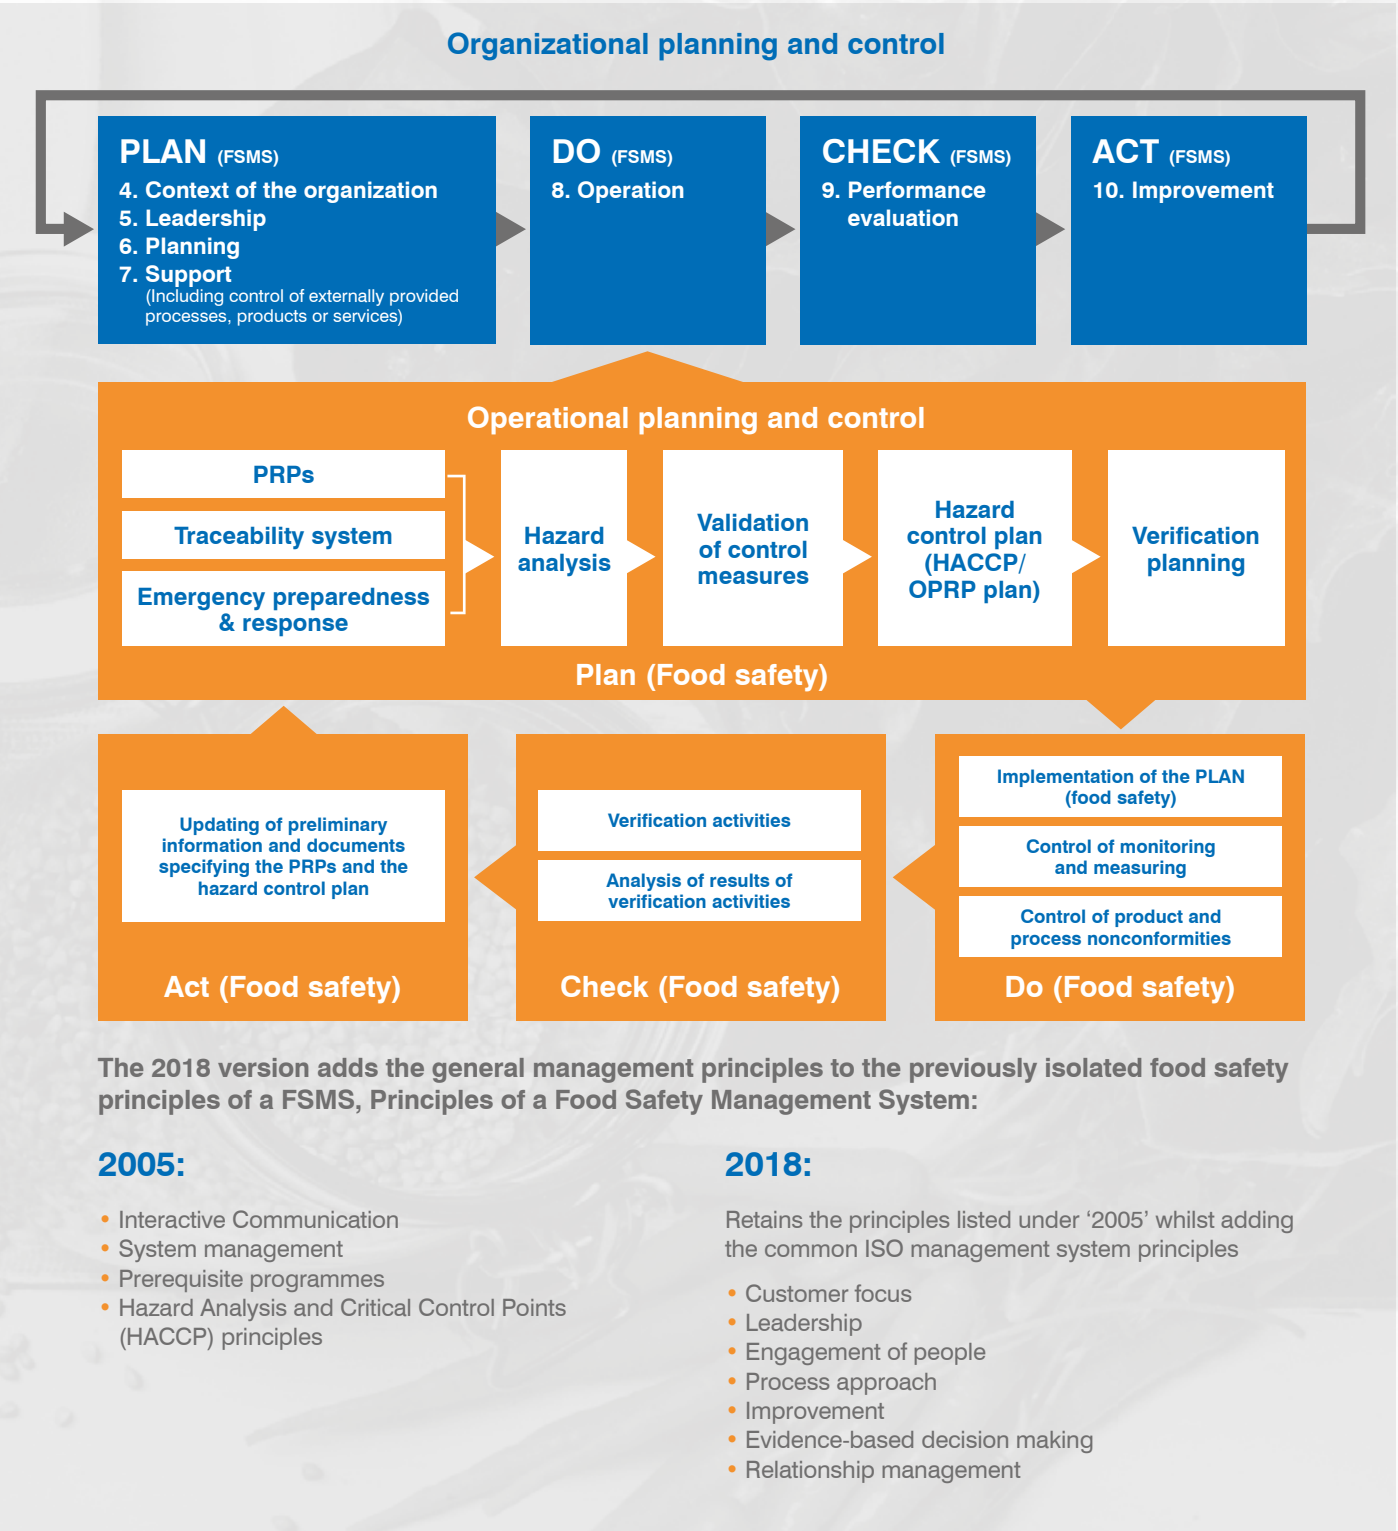 Organizational planning and control
PLAN (FSMS)
4. Context of the organization
5. Leadership
6. Planning
7. Support
(Including control of externally provided
processes, products or services)
DO (FSMS)
8. Operation
CHECK (FSMS)
9. Performance
evaluation
ACT (FSMS)
10. Improvement
Operational planning and control
PRPs
Traceability system
Emergency preparedness
& response
Hazard
analysis
Validation
of control
measures
Hazard
control plan
(HACCP/
OPRP plan)
Verification
planning
Plan (Food safety)
Updating of preliminary
information and documents
specifying the PRPs and the
hazard control plan
Act (Food safety)
Verification activities
Analysis of results of
verification activities
Check (Food safety)
Implementation of the PLAN
(food safety)
Control of monitoring
and measuring
Control of product and
process nonconformities
Do (Food safety)
The 2018 version adds the general management principles to the previously isolated food safety
principles of a FSMS, Principles of a Food Safety Management System:
2005:
• Interactive Communication
• System management
• Prerequisite programmes
• Hazard Analysis and Critical Control Points
(HACCP) principles
2018:
Retains the principles listed under ‘2005’ whilst adding
the common ISO management system principles
• Customer focus
• Leadership
• Engagement of people
• Process approach
• Improvement
• Evidence-based decision making
• Relationship management